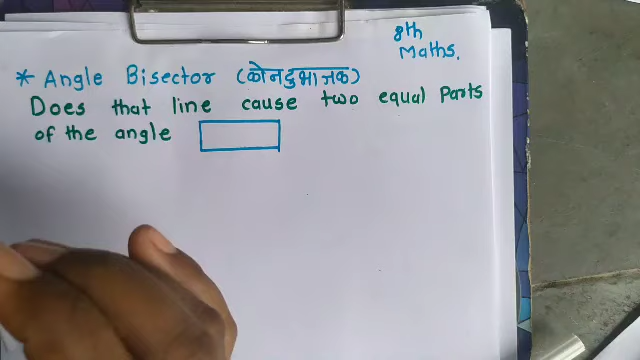 8th
Maths.
* Angle Bisector (कोनदुभाजक)
Does that line cause two equal Parts
of the angle